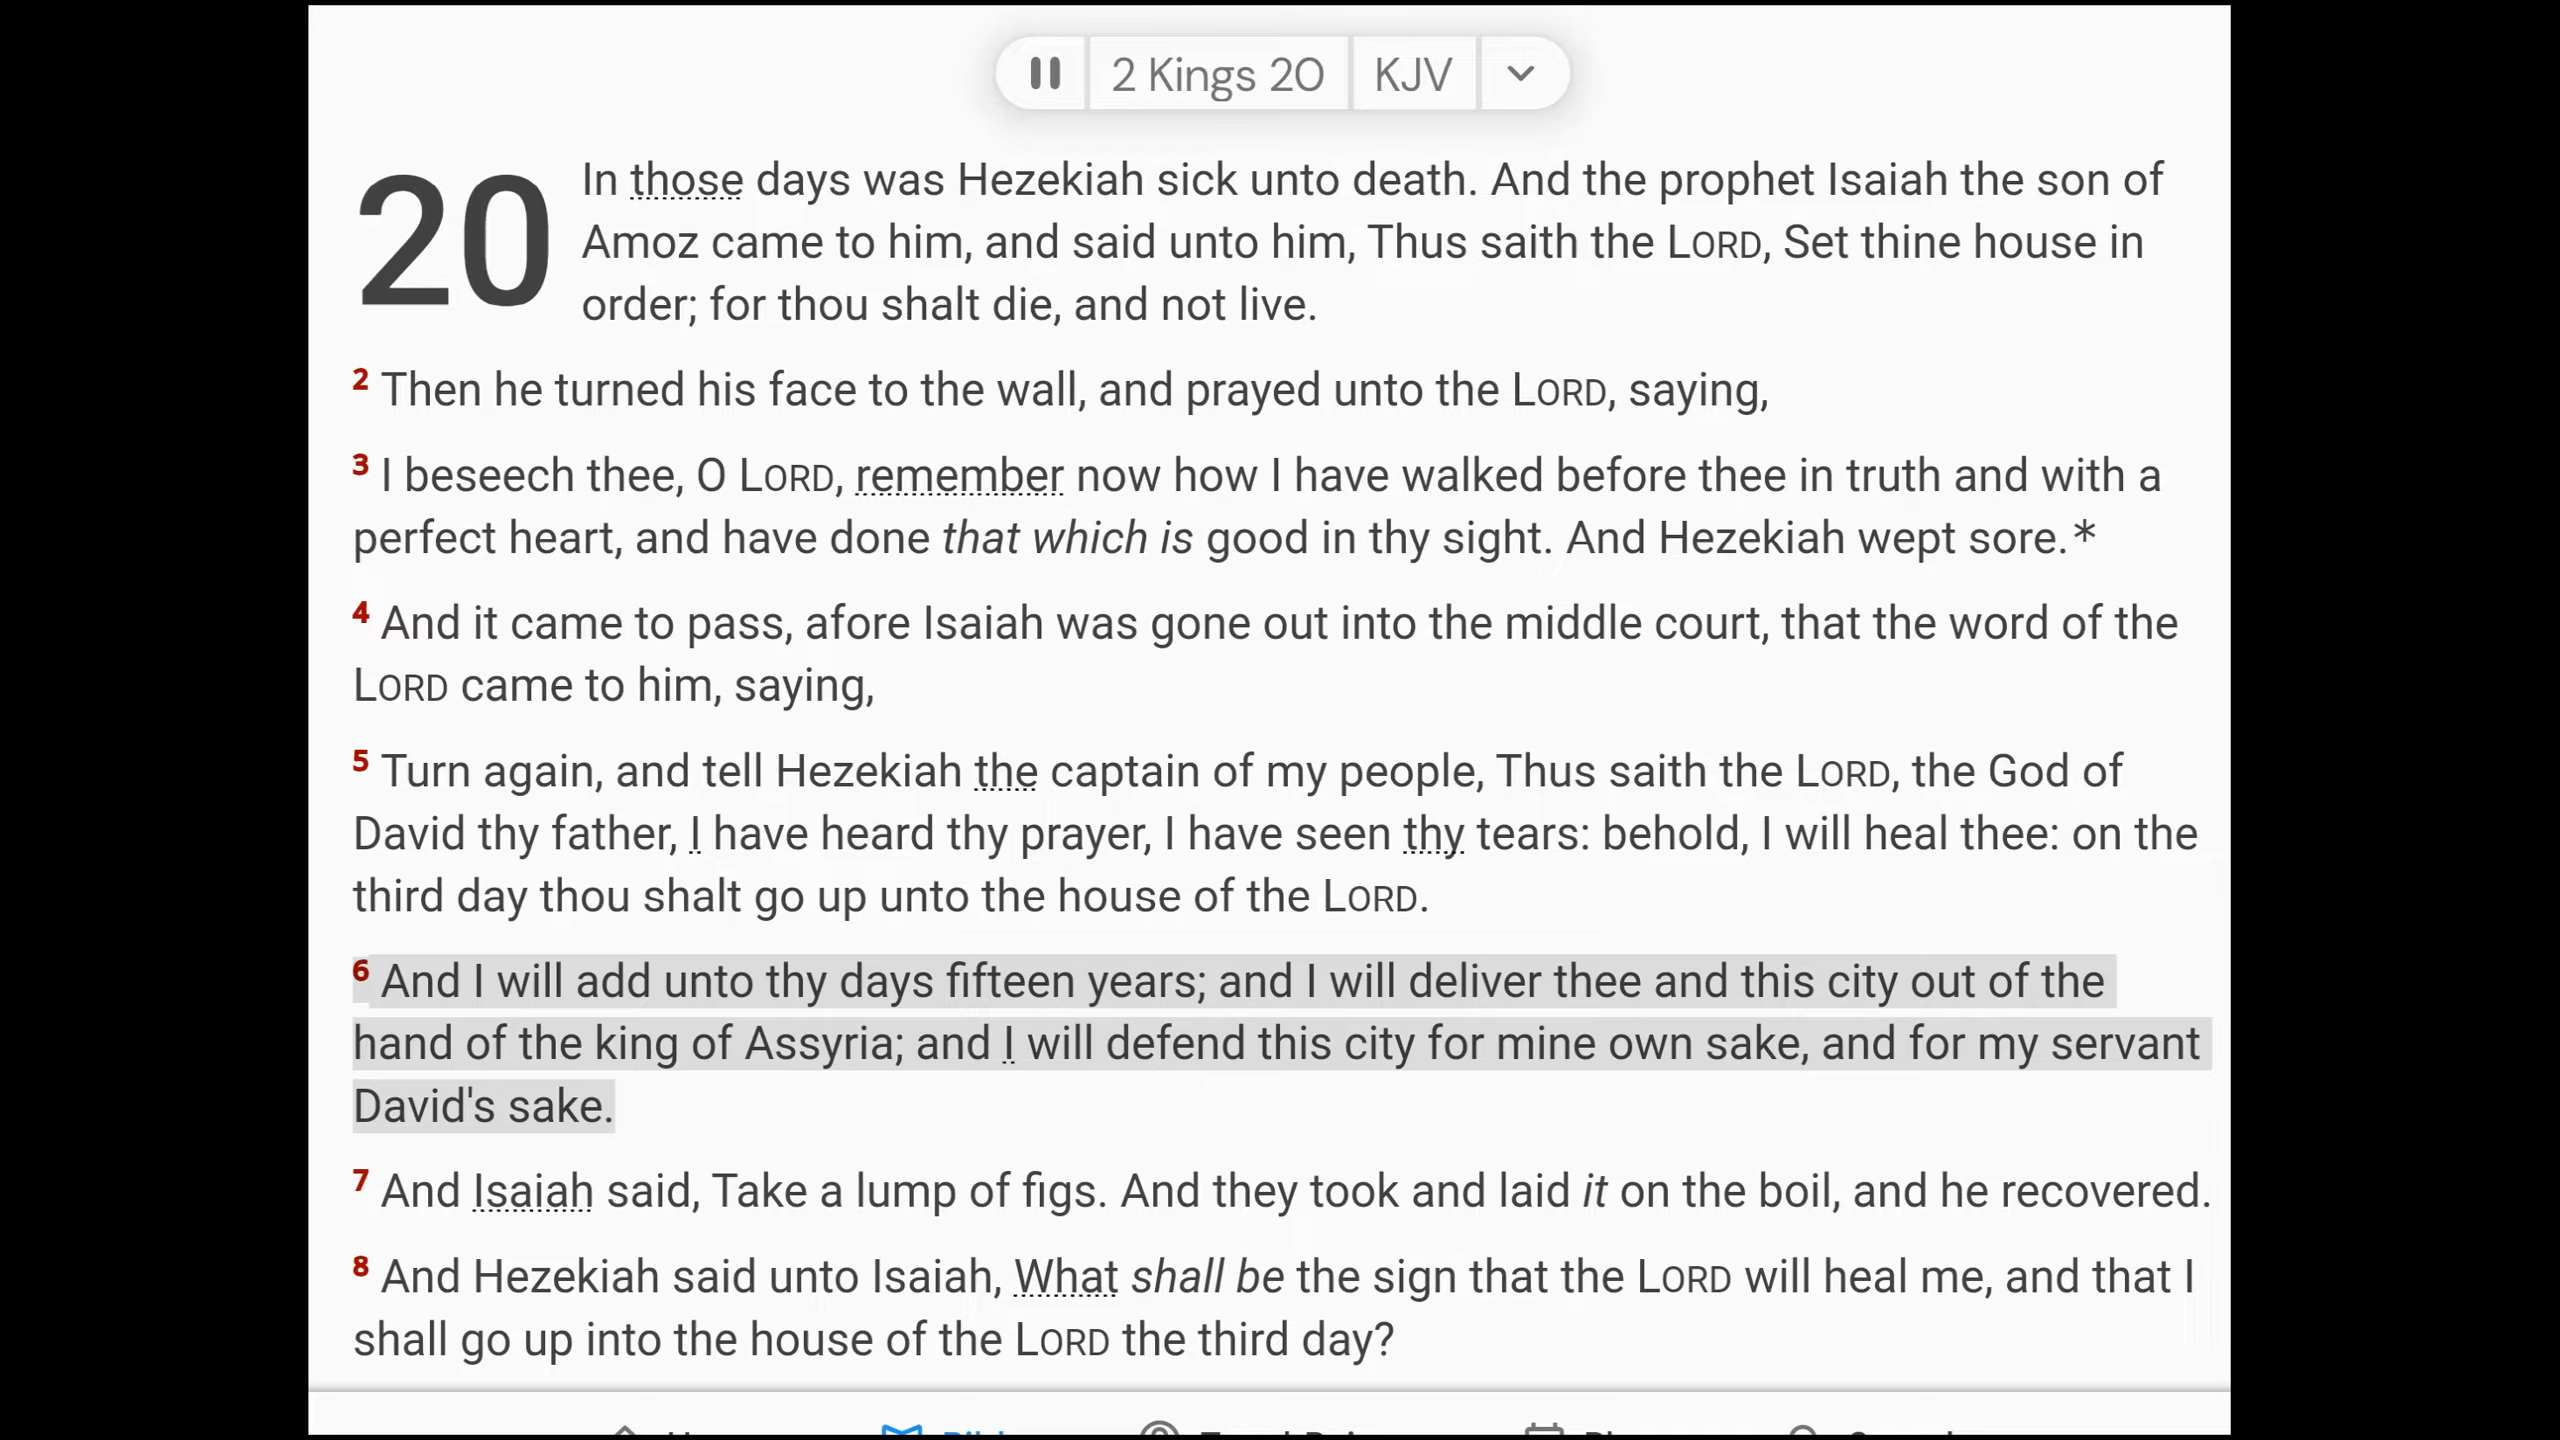 2 Kings 20 KJV
20 In those days was Hezekiah sick unto death. And the prophet Isaiah the son of
Amoz came to him, and said unto him, Thus saith the LORD, Set thine house in
order; for thou shalt die, and not live.
2 Then he turned his face to the wall, and prayed unto the LORD, saying,
3 I beseech thee, O LORD, remember now how I have walked before thee in truth and with a
perfect heart, and have done that which is good in thy sight. And Hezekiah wept sore.*
4 And it came to pass, afore Isaiah was gone out into the middle court, that the word of the
LORD came to him, saying,
5 Turn again, and tell Hezekiah the captain of my people, Thus saith the LORD, the God of
David thy father, I have heard thy prayer, I have seen thy tears: behold, I will heal thee: on the
third day thou shalt go up unto the house of the LORD.
6 And I will add unto thy days fifteen years; and I will deliver thee and this city out of the
hand of the king of Assyria; and I will defend this city for mine own sake, and for my servant
David's sake.
7 And Isaiah said, Take a lump of figs. And they took and laid it on the boil, and he recovered.
8 And Hezekiah said unto Isaiah, What shall be the sign that the LORD will heal me, and that I
shall go up into the house of the LORD the third day?